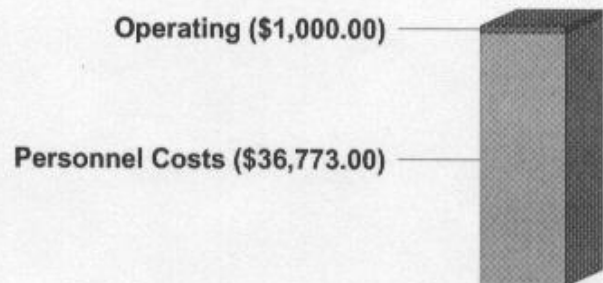 Operating ($1,000.00)
Personnel Costs ($36,773.00)